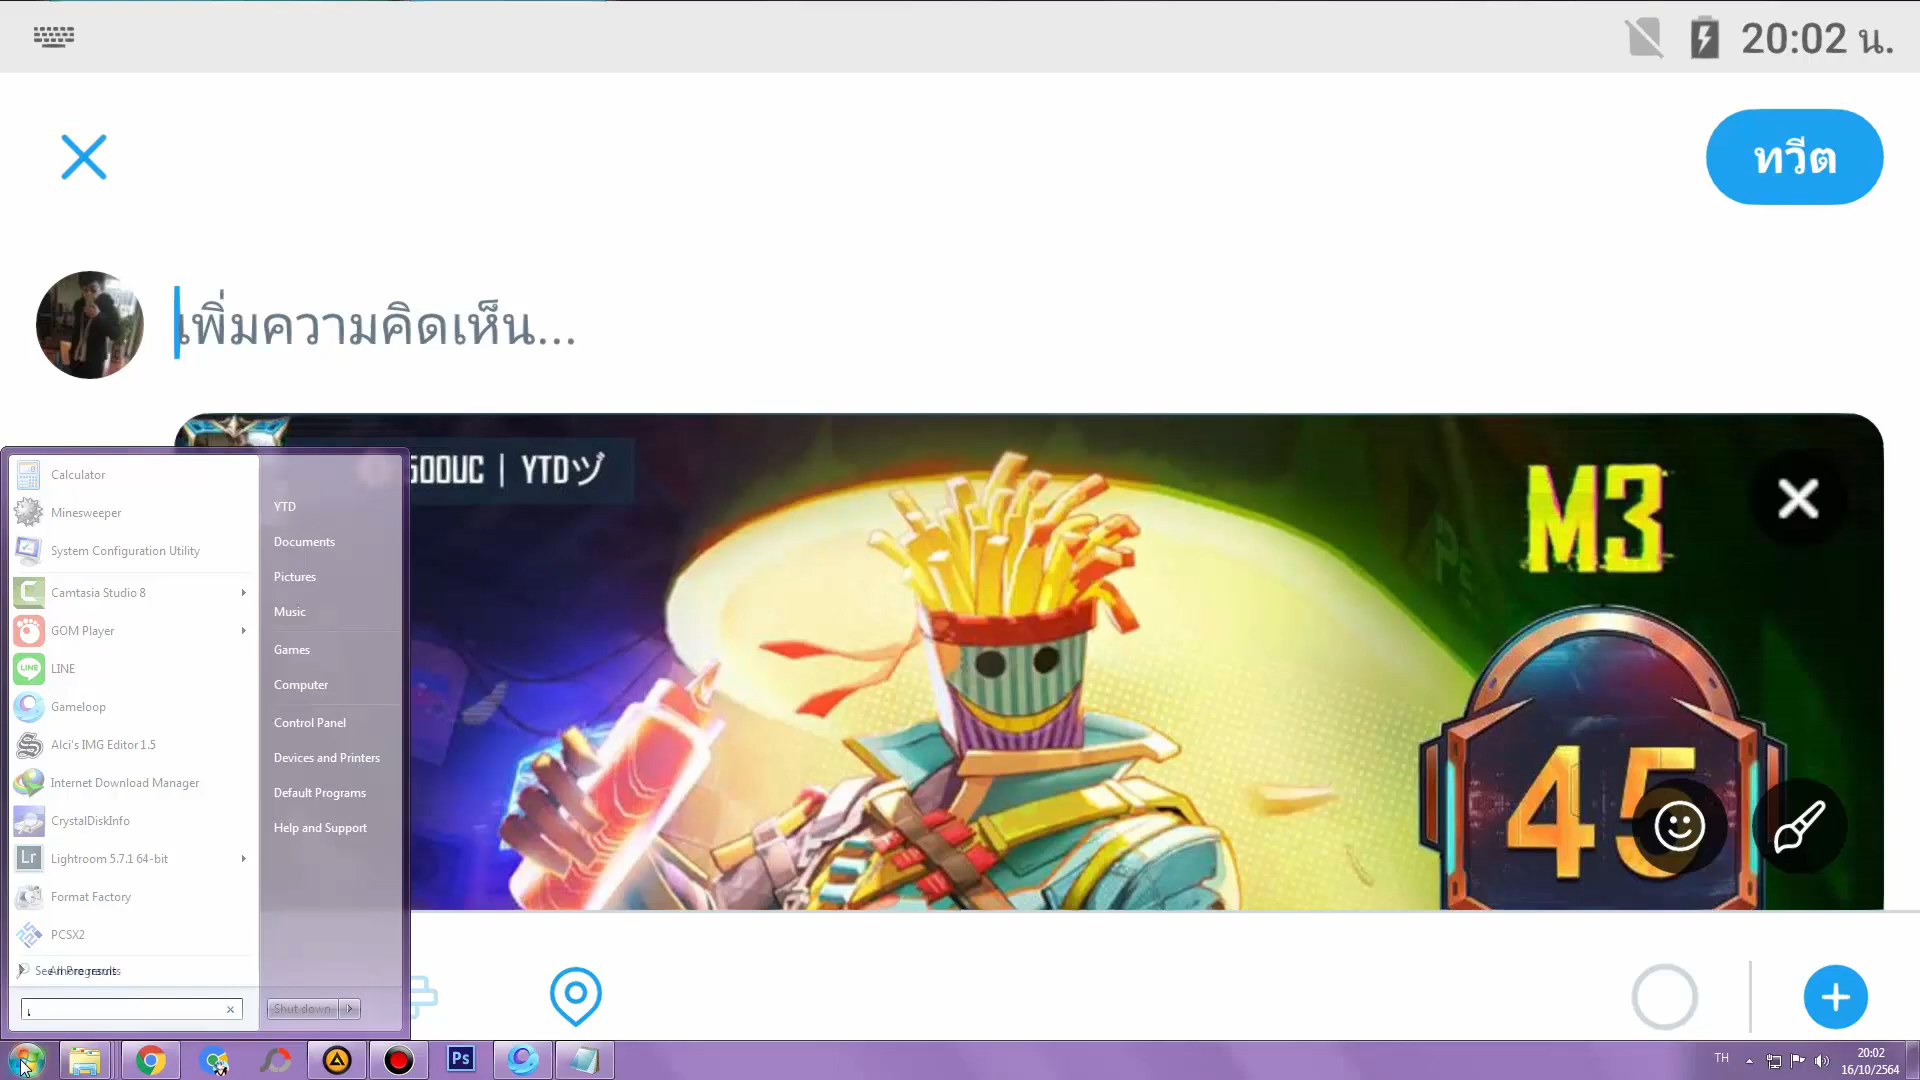 20:02 น.
ทวีต
เพิ่มความคิดเห็น...
600UC | YTDヅ
M3
45
Calculator
Minesweeper
System Configuration Utility
Camtasia Studio 8
GOM Player
LINE
Gameloop
Alci's IMG Editor 1.5
Internet Download Manager
CrystalDiskInfo
Lightroom 5.7.1 64-bit
Format Factory
PCSX2
YTD
Documents
Pictures
Music
Games
Computer
Control Panel
Devices and Printers
Default Programs
Help and Support
Shut down
Ps
TH
20:02
16/10/2564